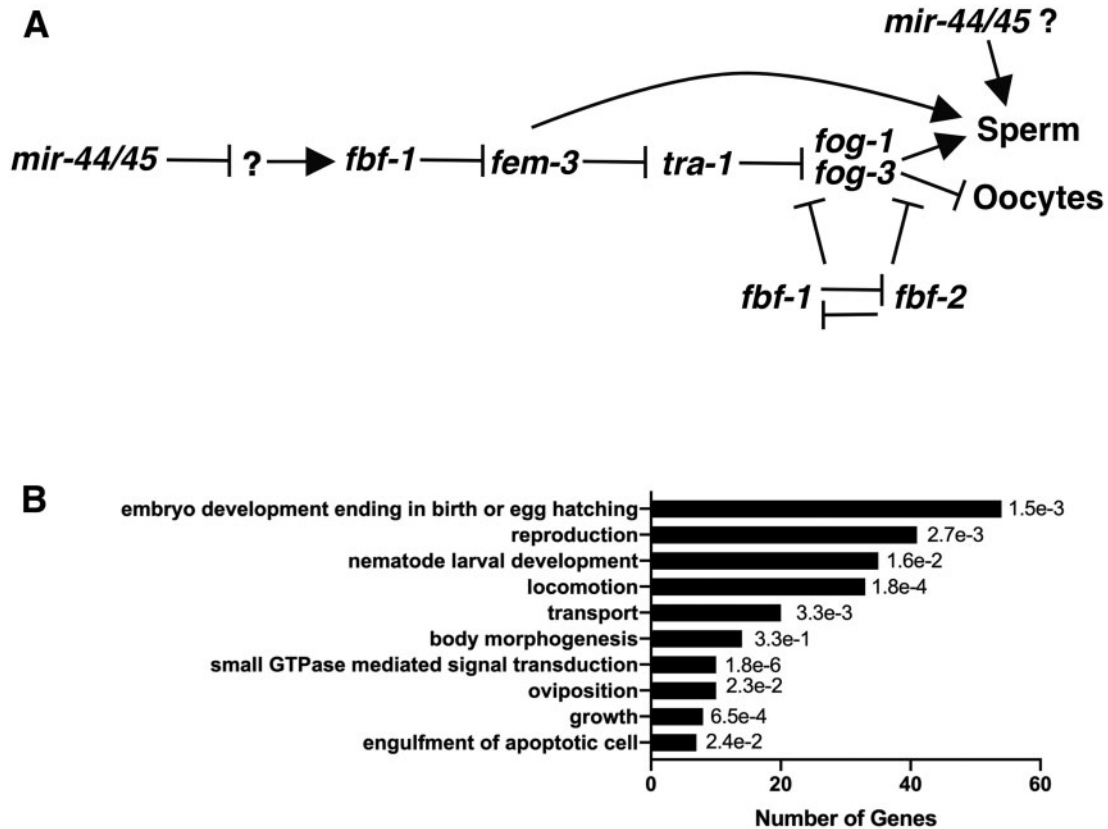 A
mir-44/45 ?
mir-44/45 ? fbf-1 fem-3 tra-1 fog-1 fog-3 Sperm Oocytes
fbf-1 fbf-2
B
embryo development ending in birth or egg hatching 1.5e-3
reproduction 2.7e-3
nematode larval development 1.6e-2
locomotion 1.8e-4
transport 3.3e-3
body morphogenesis 3.3e-1
small GTPase mediated signal transduction 1.8e-6
oviposition 2.3e-2
growth 6.5e-4
engulfment of apoptotic cell 2.4e-2
0 20 40 60
Number of Genes